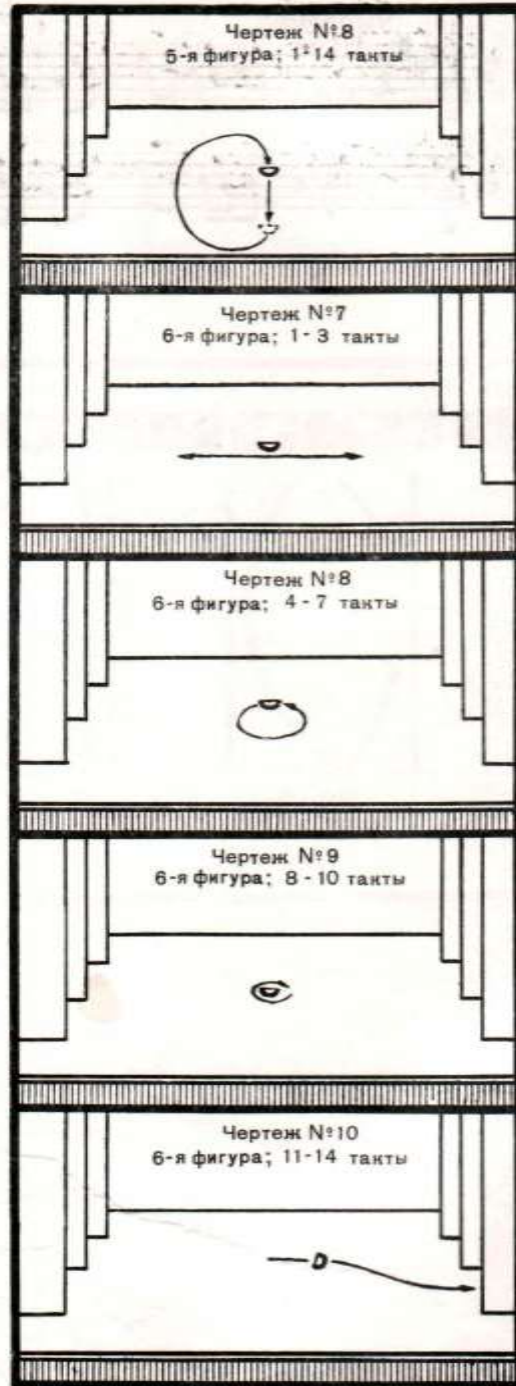 Чертеж №8
5-я фигура; 1-14 такты
Чертеж №7
6-я фигура; 1-3 такты
Чертеж №8
6-я фигура; 4-7 такты
Чертеж №9
6-я фигура; 8-10 такты
Чертеж №10
6-я фигура; 11-14 такты